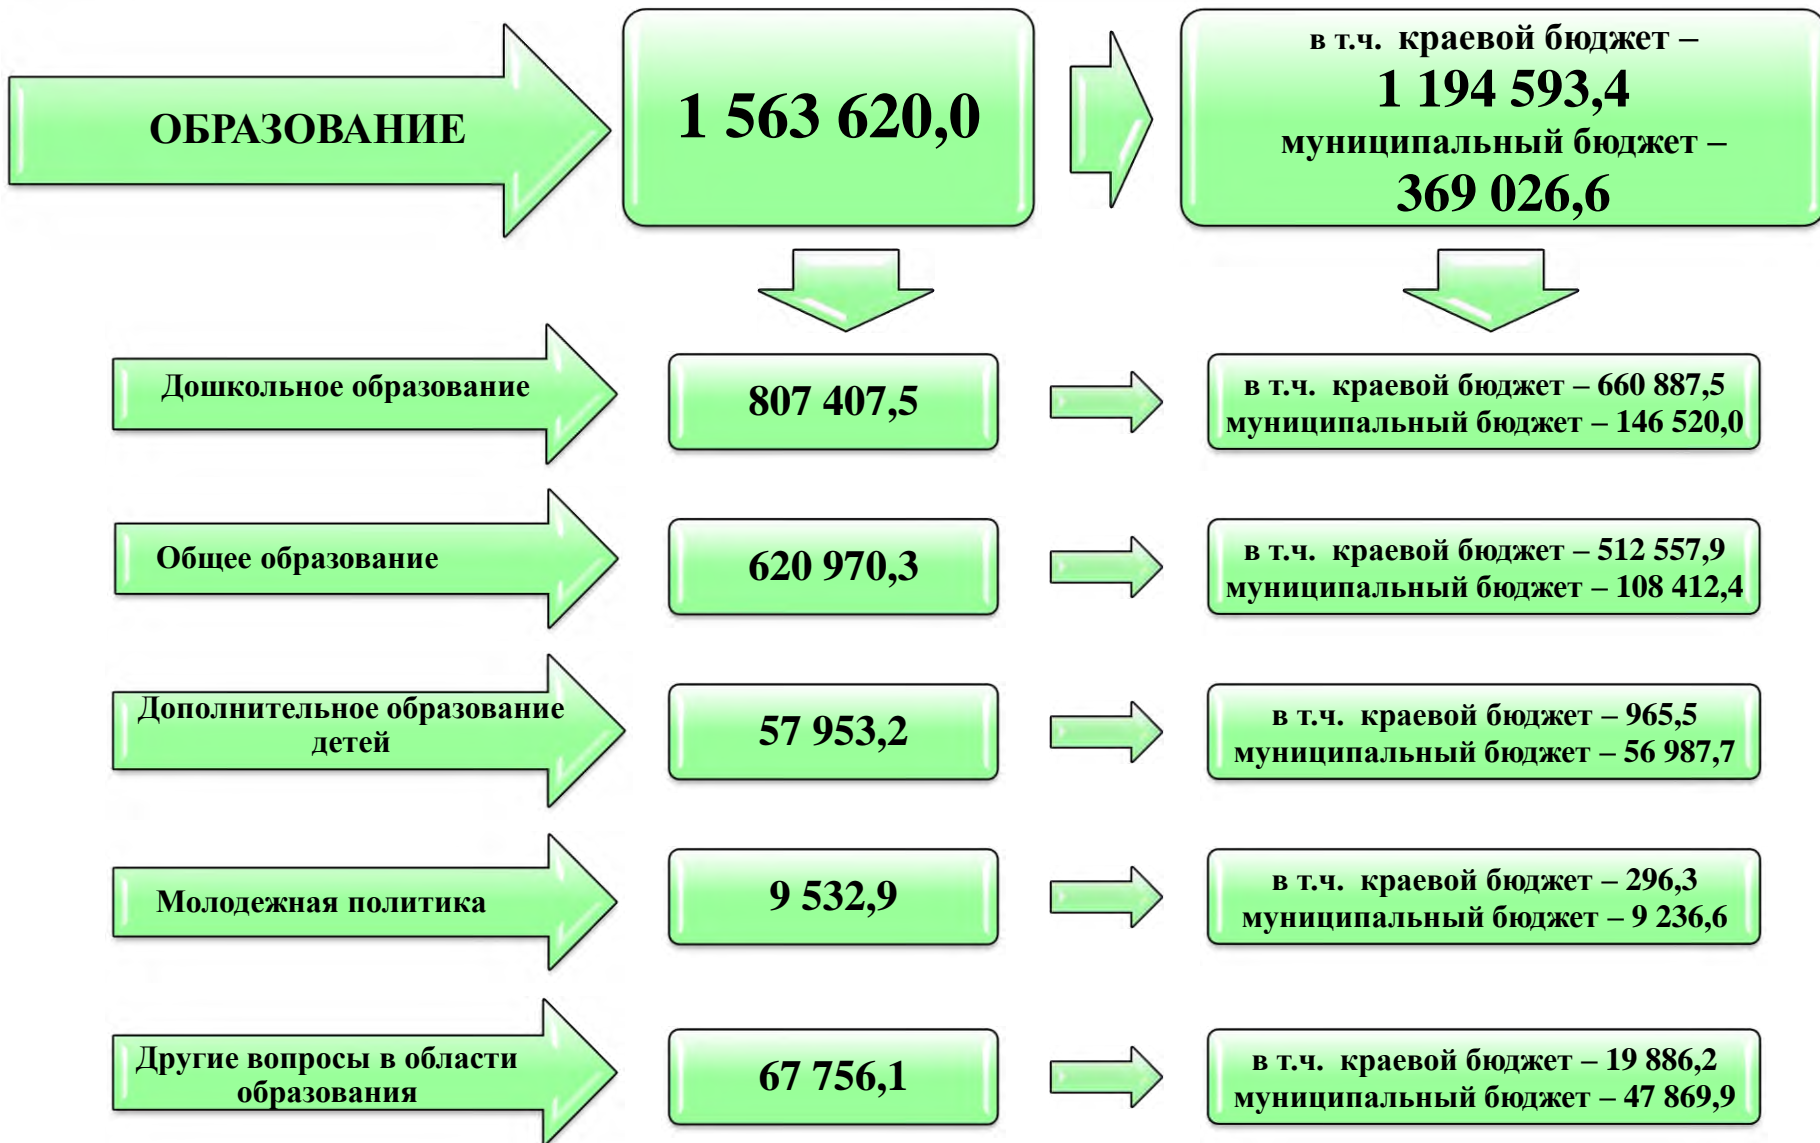 ОБРАЗОВАНИЕ
1 563 620,0
в т.ч. краевой бюджет –
1 194 593,4
муниципальный бюджет –
369 026,6
Дошкольное образование
807 407,5
в т.ч. краевой бюджет – 660 887,5
муниципальный бюджет – 146 520,0
Общее образование
620 970,3
в т.ч. краевой бюджет – 512 557,9
муниципальный бюджет – 108 412,4
Дополнительное образование
детей
57 953,2
в т.ч. краевой бюджет – 965,5
муниципальный бюджет – 56 987,7
Молодежная политика
9 532,9
в т.ч. краевой бюджет – 296,3
муниципальный бюджет – 9 236,6
Другие вопросы в области
образования
67 756,1
в т.ч. краевой бюджет – 19 886,2
муниципальный бюджет – 47 869,9